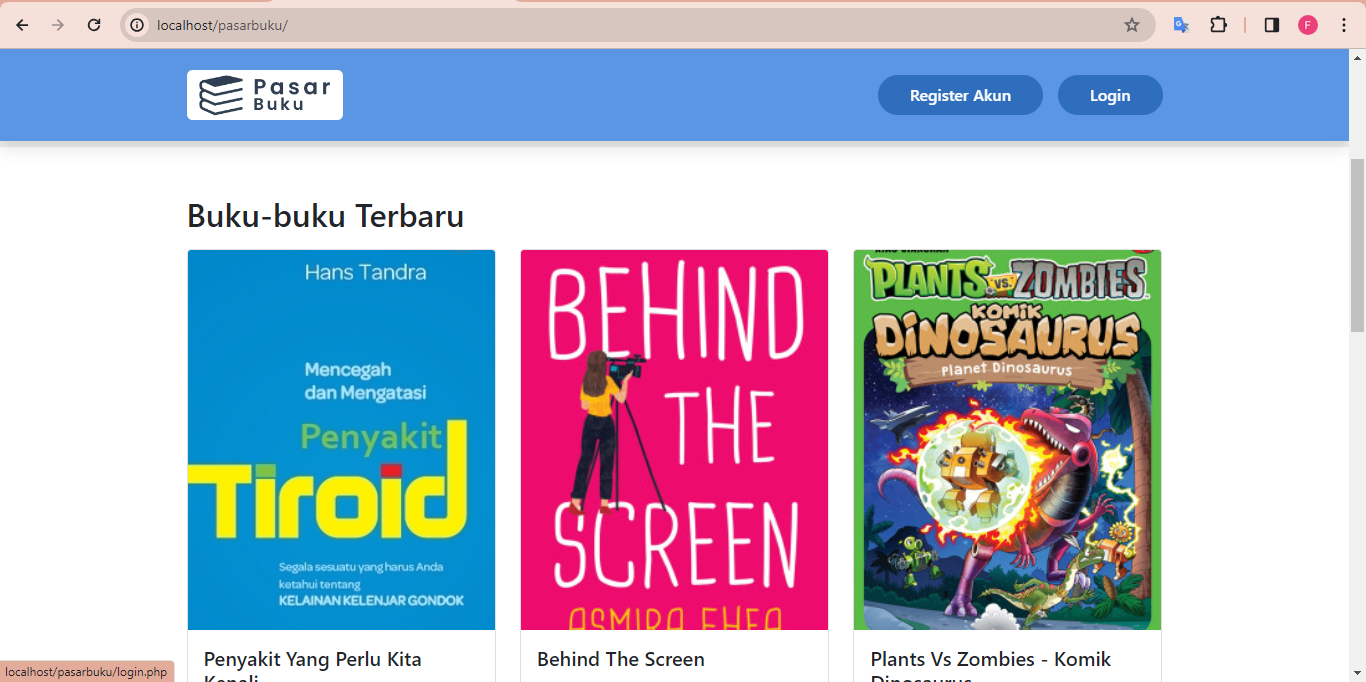 localhost/pasarbuku/
F
Pasar
Buku
Register Akun
Login
Buku-buku Terbaru
Hans Tandra
Mencegah
dan Mengatasi
Penyakit
Tiroid
Segala sesuatu yang harus Anda
ketahui tentang
KELAINAN KELENJAR GONDOK
BEHIND
THE
SCREEN
PLANTS VS. ZOMBIES
KOMIK
DINOSAURUS
Planet Dinosaurus
Penyakit Yang Perlu Kita
Kenali
Behind The Screen
Plants Vs Zombies - Komik
Dinosaurus
localhost/pasarbuku/login.php